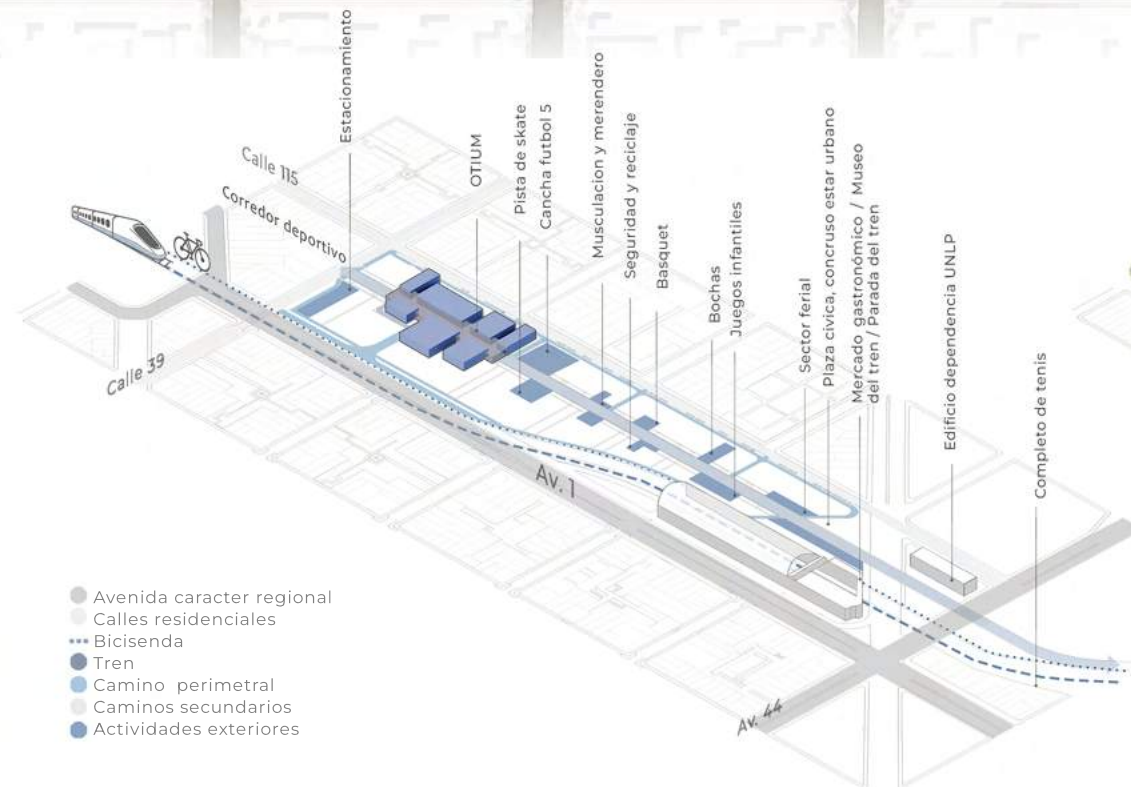 Estacionamiento
OTIUM
Pista de skate
Cancha futbol 5
Musculacion y merendero
Seguridad y reciclaje
Basquet
Bochas
Juegos infantiles
Sector ferial
Plaza cívica, concruso estar urbano
Mercado gastronómico / Museo
del tren / Parada del tren
Edificio dependencia UNLP
Completo de tenis
Calle 115
Corredor deportivo
Calle 39
Av. 1
Av. 44
Avenida caracter regional
Calles residenciales
Bicisenda
Tren
Camino perimetral
Caminos secundarios
Actividades exteriores